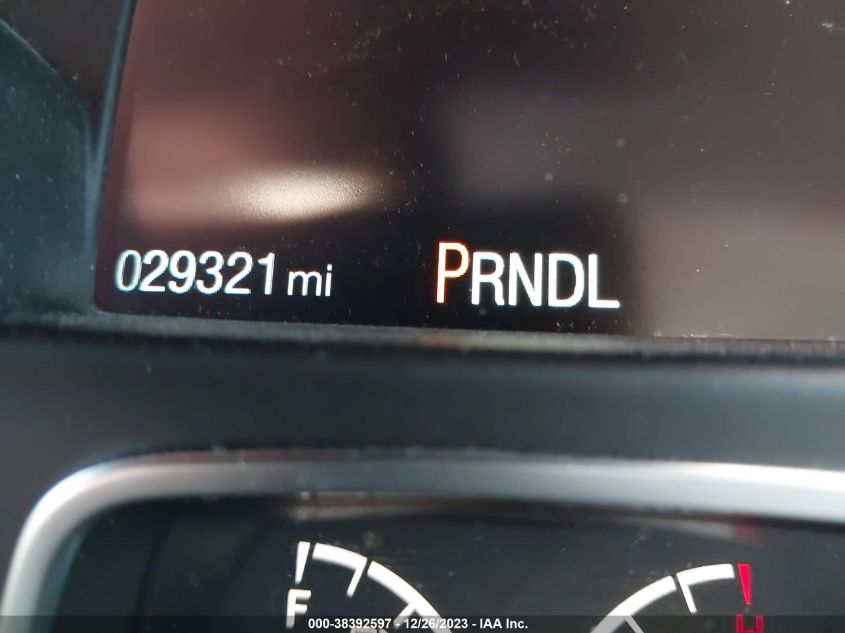 029321 mi PRNDL
F H
000-38392597 - 12/26/2023 - IAA Inc.